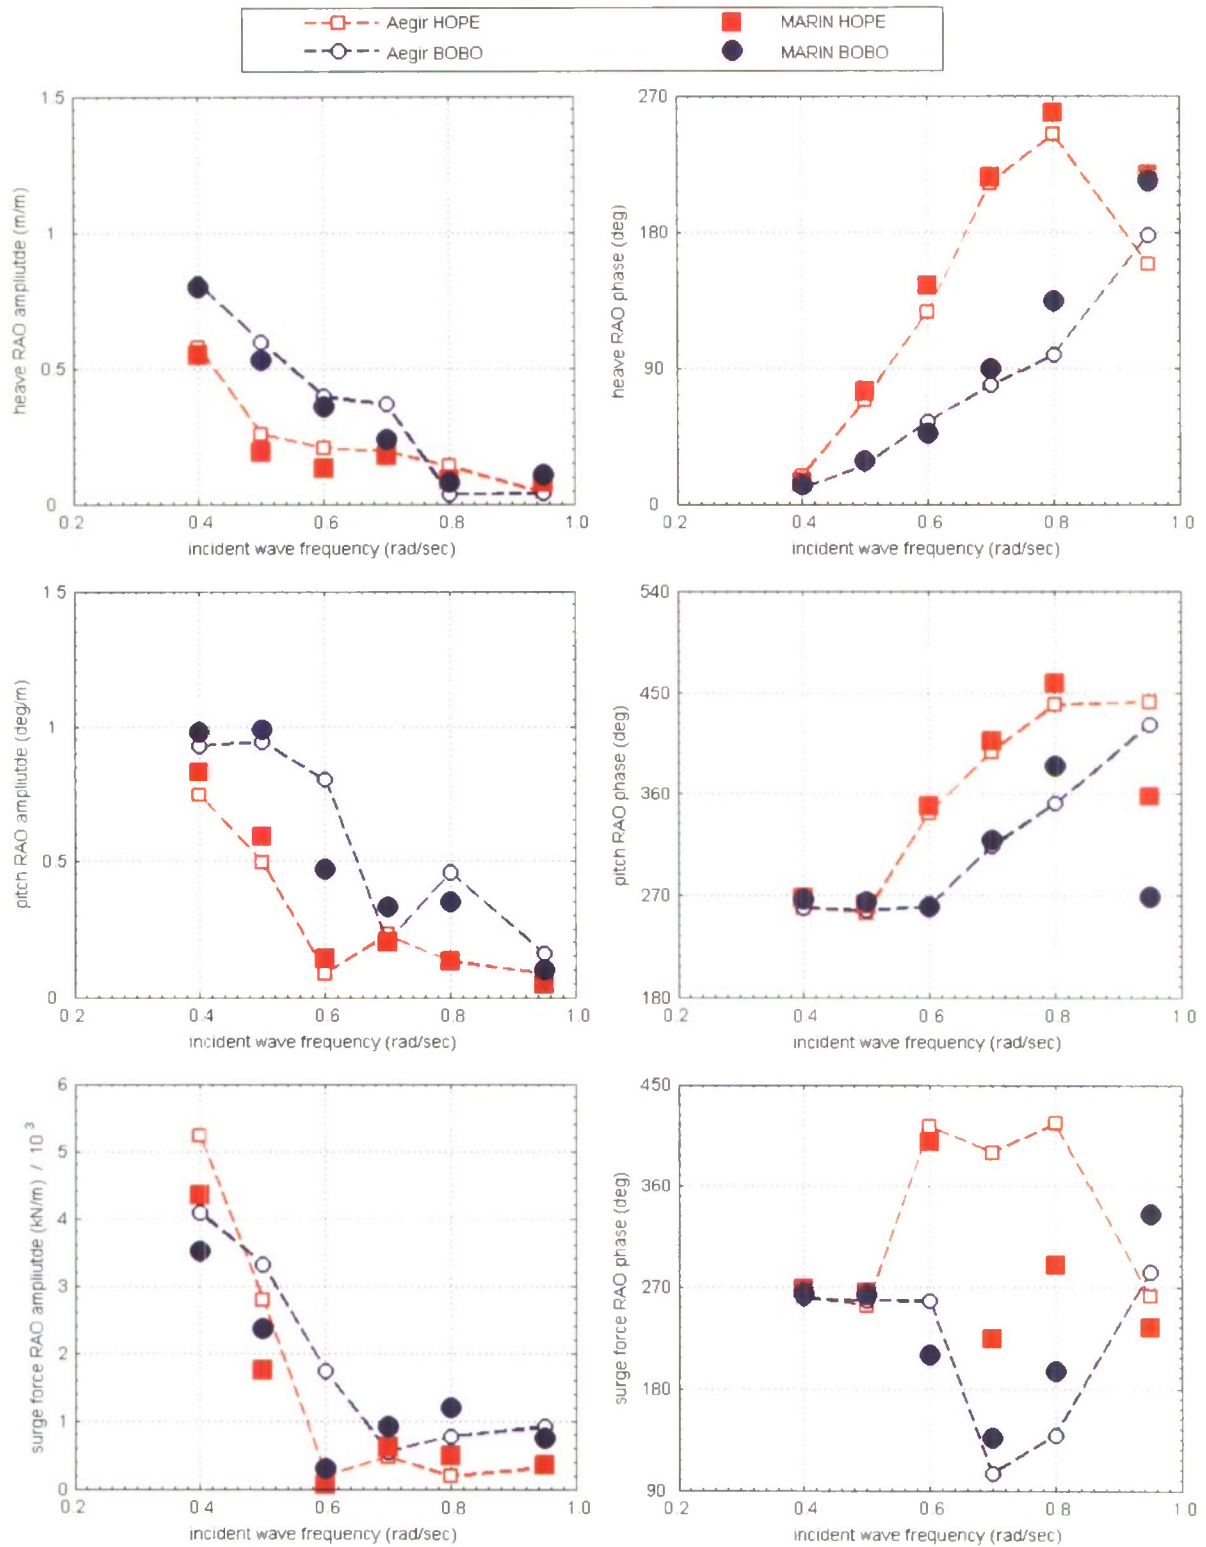 Aegir HOPE MARIN HOPE
Aegir BOBO MARIN BOBO
1.5
1
0.5
0
0.2 0.4 0.6 0.8 1.0
heave RAO ampliutde (m/m)
incident wave frequency (rad/sec)
270
180
90
0
0.2 0.4 0.6 0.8 1.0
heave RAO phase (deg)
incident wave frequency (rad/sec)
1.5
1
0.5
0
0.2 0.4 0.6 0.8 1.0
pitch RAO ampliutde (deg/m)
incident wave frequency (rad/sec)
540
450
360
270
180
0.2 0.4 0.6 0.8 1.0
pitch RAO phase (deg)
incident wave frequency (rad/sec)
6
5
4
3
2
1
0
0.2 0.4 0.6 0.8 1.0
surge force RAO ampliutde (kN/m) / 10³
incident wave frequency (rad/sec)
450
360
270
180
90
0.2 0.4 0.6 0.8 1.0
surge force RAO phase (deg)
incident wave frequency (rad/sec)